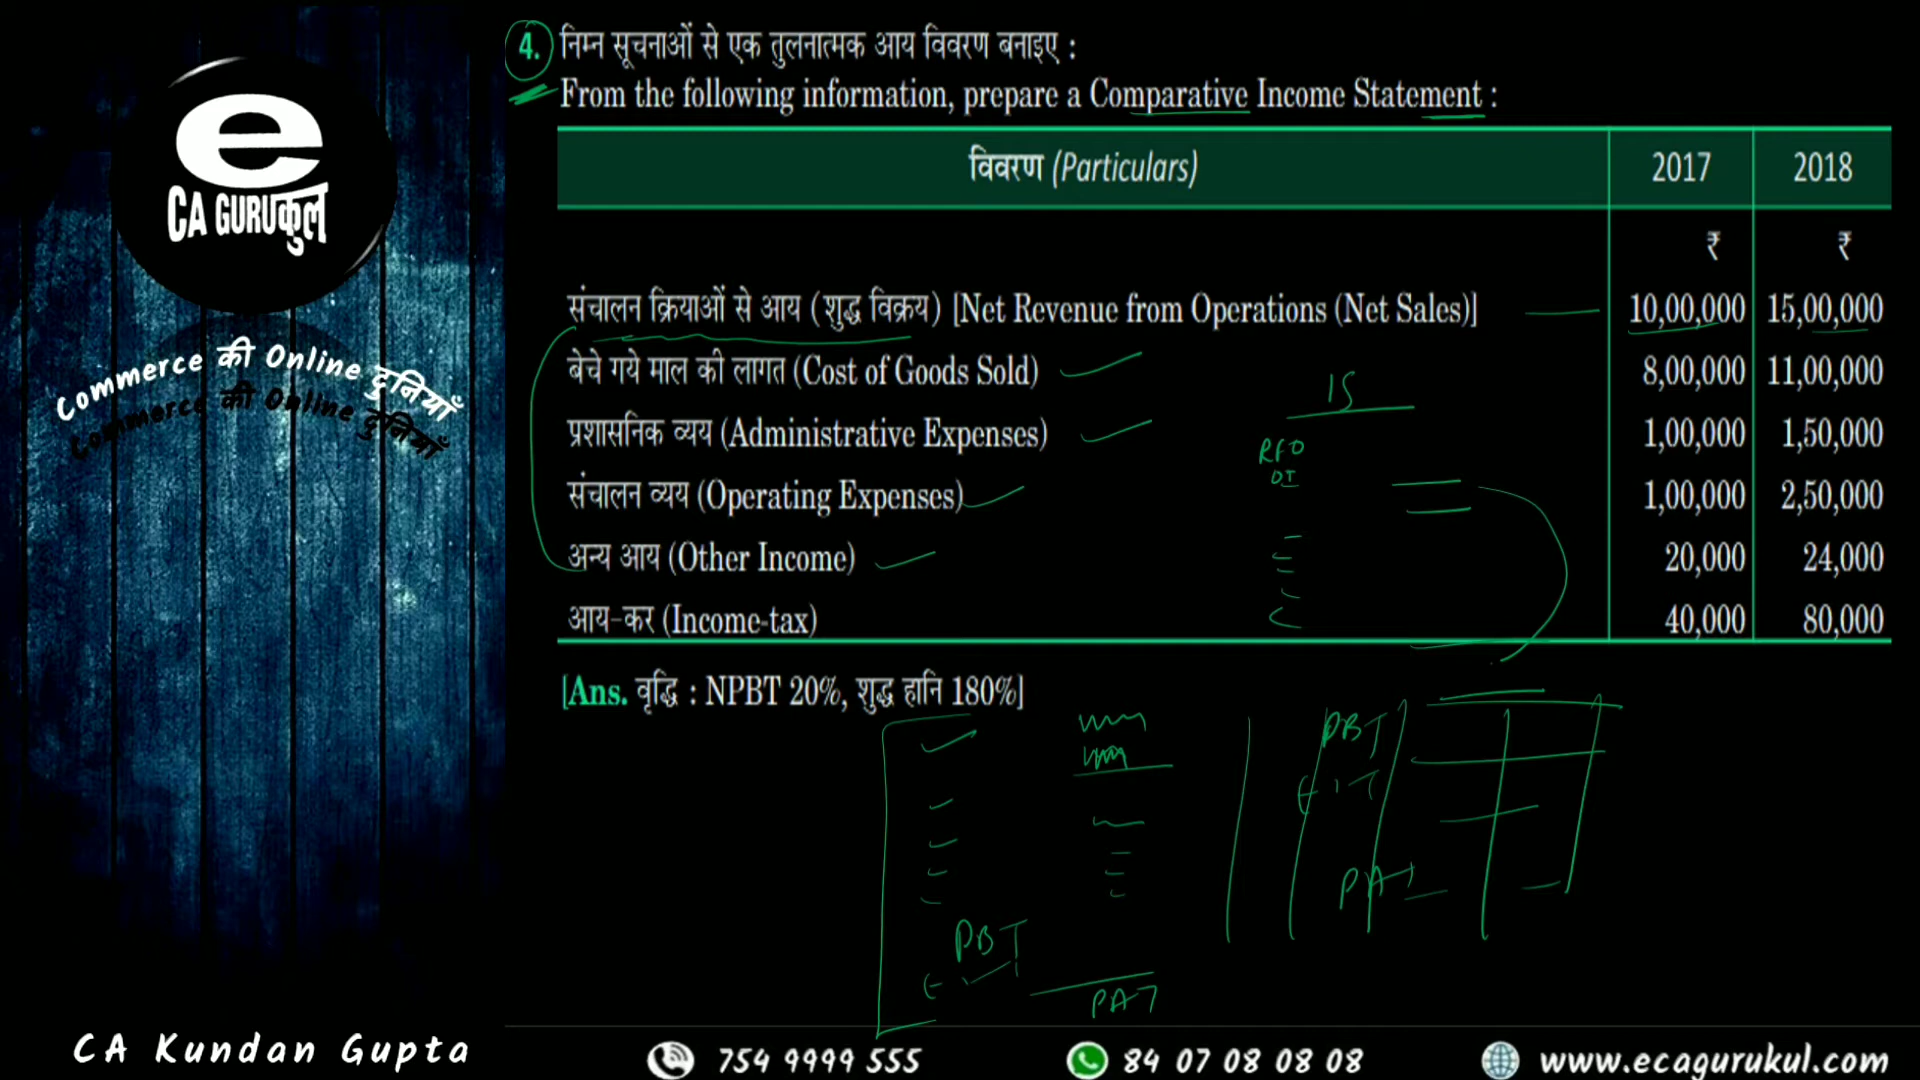 e
CA GURUकुल
Commerce की Online दुनियाँ
4. निम्न सूचनाओं से एक तुलनात्मक आय विवरण बनाइए :
From the following information, prepare a Comparative Income Statement :
विवरण (Particulars) 2017 2018
₹ ₹
संचालन क्रियाओं से आय (शुद्ध विक्रय) [Net Revenue from Operations (Net Sales)] 10,00,000 15,00,000
बेचे गये माल की लागत (Cost of Goods Sold) 8,00,000 11,00,000
IS
प्रशासनिक व्यय (Administrative Expenses) 1,00,000 1,50,000
RFO
OI
संचालन व्यय (Operating Expenses) 1,00,000 2,50,000
अन्य आय (Other Income) 20,000 24,000
आय-कर (Income-tax) 40,000 80,000
[Ans. वृद्धि : NPBT 20%, शुद्ध हानि 180%]
PBT
PAT
PBT
PAT
CA Kundan Gupta
754 9999 555
84 07 08 08 08
www.ecagurukul.com